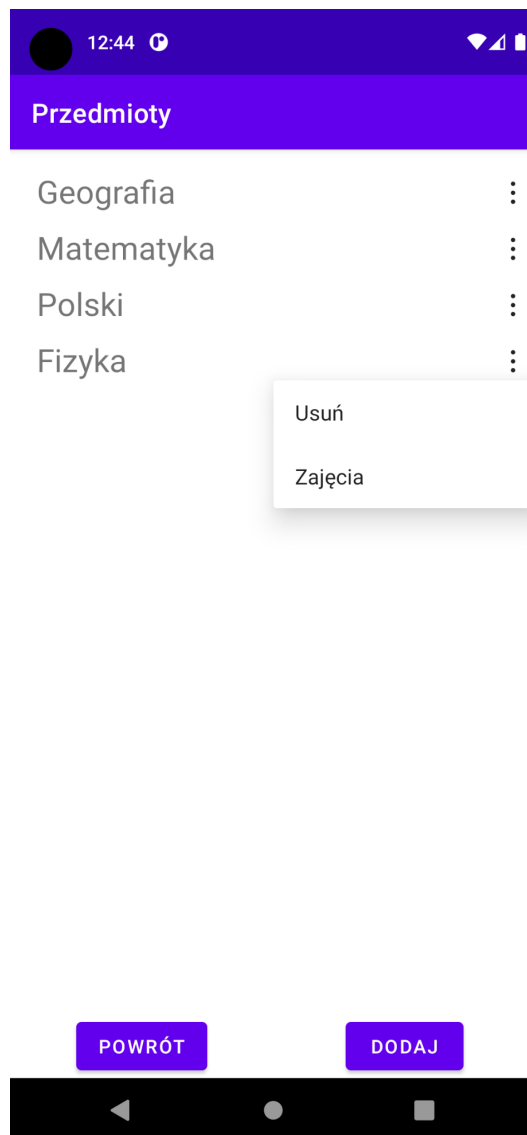 12:44
Przedmioty
Geografia
Matematyka
Polski
Fizyka
Usuń
Zajęcia
POWRÓT
DODAJ